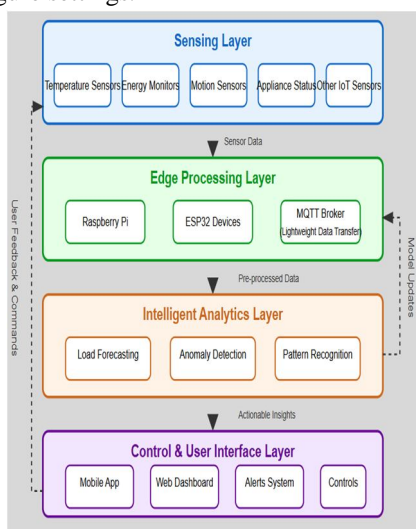 Sensing Layer
Temperature Sensors
Energy Monitors
Motion Sensors
Appliance Status
Other IoT Sensors
Sensor Data
Edge Processing Layer
Raspberry Pi
ESP32 Devices
MQTT Broker
(Lightweight Data Transfer)
Pre-processed Data
Intelligent Analytics Layer
Load Forecasting
Anomaly Detection
Pattern Recognition
Actionable Insights
Control & User Interface Layer
Mobile App
Web Dashboard
Alerts System
Controls
User Feedback & Commands
Model Updates